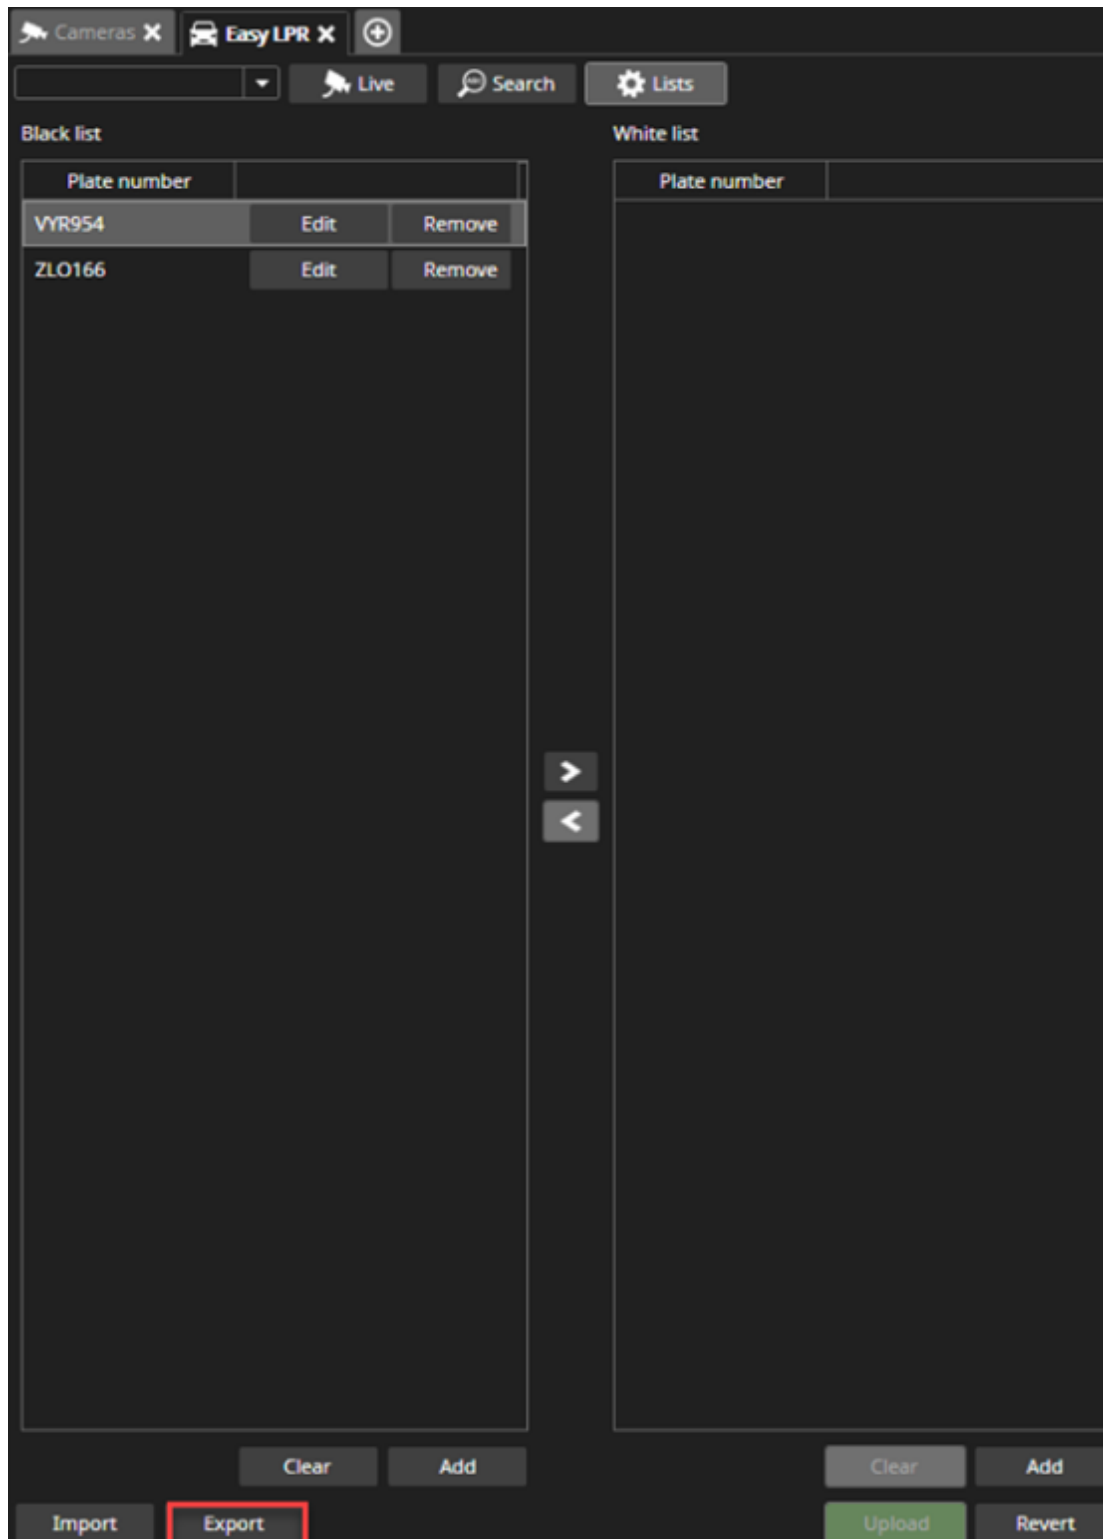 Cameras Easy LPR
Live Search Lists
Black list White list
Plate number Plate number
VYR954 Edit Remove
ZLO166 Edit Remove
Clear Add Clear Add
Import Export Upload Revert